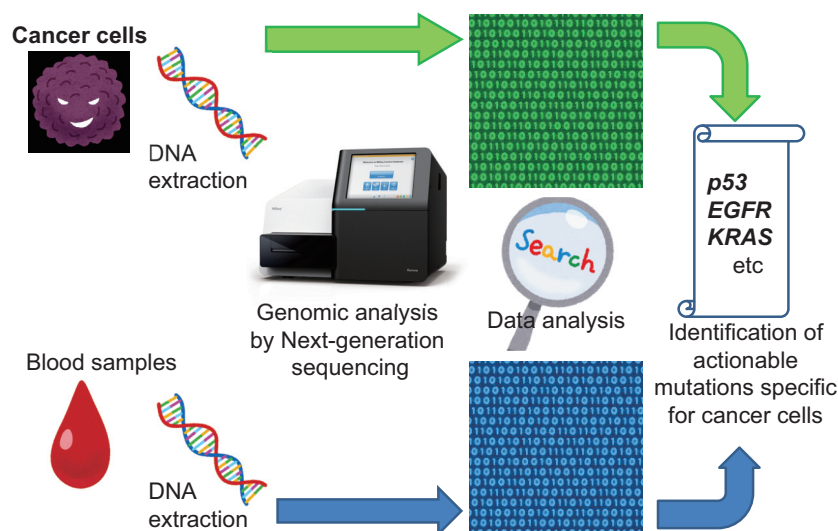 Cancer cells
DNA
extraction
Genomic analysis
by Next-generation
sequencing
Search
Data analysis
p53
EGFR
KRAS
etc
Identification of
actionable
mutations specific
for cancer cells
Blood samples
DNA
extraction